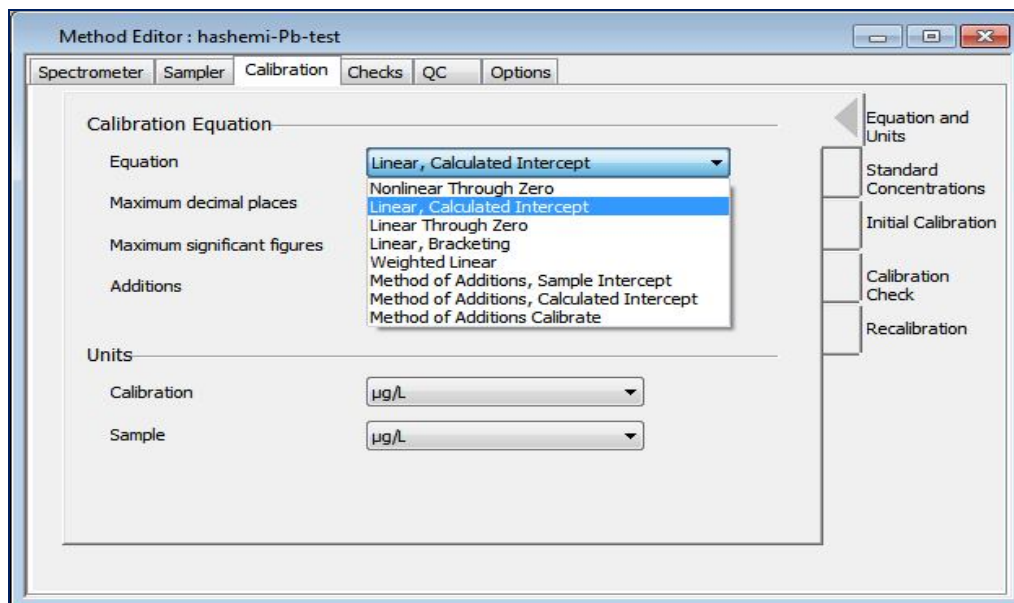 Method Editor : hashemi-Pb-test
Spectrometer Sampler Calibration Checks QC Options
Calibration Equation
Equation
Linear, Calculated Intercept
Nonlinear Through Zero
Linear, Calculated Intercept
Linear Through Zero
Linear, Bracketing
Weighted Linear
Method of Additions, Sample Intercept
Method of Additions, Calculated Intercept
Method of Additions Calibrate
Maximum decimal places
Maximum significant figures
Additions
Units
Calibration
µg/L
Sample
µg/L
Equation and
Units
Standard
Concentrations
Initial Calibration
Calibration
Check
Recalibration